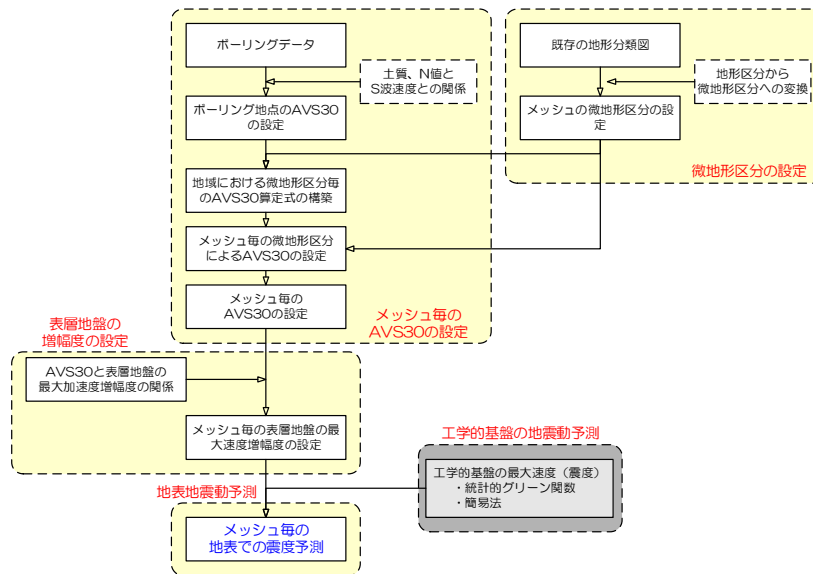 ボーリングデータ
土質、N値と
S波速度との関係
ボーリング地点のAVS30
の設定
地域における微地形区分毎
のAVS30算定式の構築
メッシュ毎の微地形区分
によるAVS30の設定
メッシュ毎の
AVS30の設定
メッシュ毎の
AVS30の設定
既存の地形分類図
地形区分から
微地形区分への変換
メッシュの微地形区分の設
定
微地形区分の設定
表層地盤の
増幅度の設定
AVS30と表層地盤の
最大加速度増幅度の関係
メッシュ毎の表層地盤の最
大速度増幅度の設定
工学的基盤の地震動予測
工学的基盤の最大速度（震度）
・統計的グリーン関数
・簡易法
地表地震動予測
メッシュ毎の
地表での震度予測